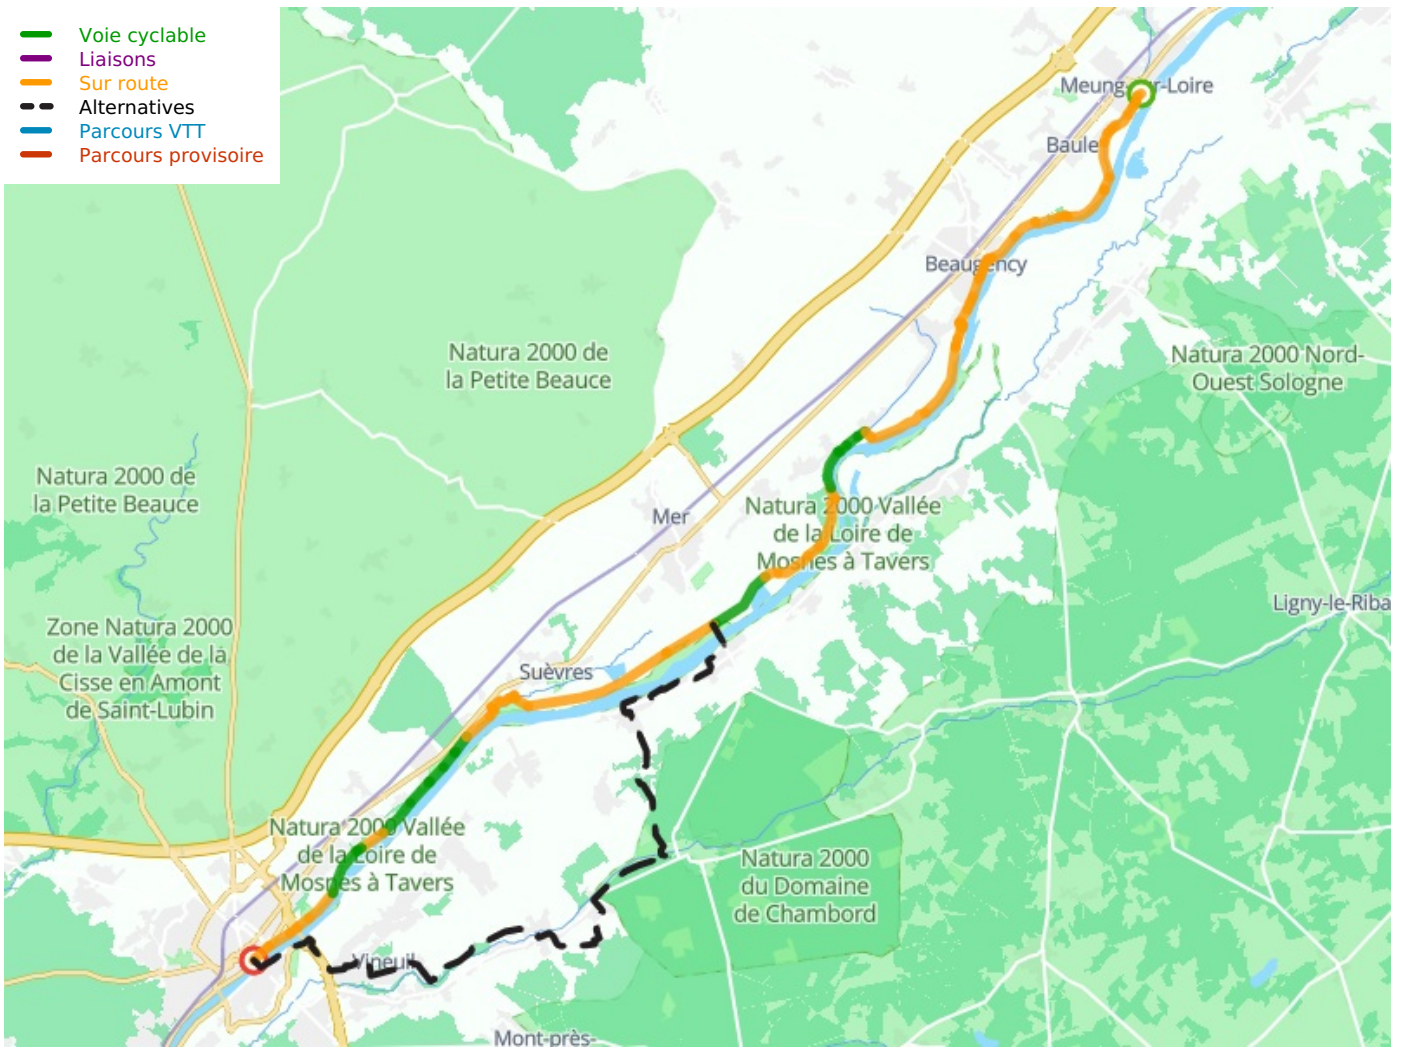 Voie cyclable
Liaisons
Sur route
Alternatives
Parcours VTT
Parcours provisoire
Meung-sur-Loire
Baule
Beaugency
Natura 2000 de
la Petite Beauce
Natura 2000 Nord-
Ouest Sologne
Natura 2000 de
la Petite Beauce
Mer
Natura 2000 Vallée
de la Loire de
Mosnes à Tavers
Ligny-le-Riba
Zone Natura 2000
de la Vallée de la
Cisse en Amont
de Saint-Lubin
Suèvres
Natura 2000 Vallée
de la Loire de
Mosnes à Tavers
Natura 2000
du Domaine
de Chambord
Vineuil
Mont-près-